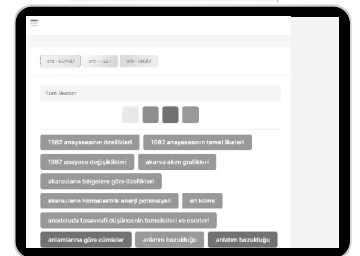 Tüm İlkeler
1982 anayasasının özellikleri 1982 anayasasının temel ilkeleri
1982 anayasa değişiklikleri akarsu akım grafikleri
akarsuların bölgelere göre özellikleri
akarsuların hidroelektrik enerji potansiyeli alt küme
anadoluda tasavvufi düşüncenin temsilcileri ve eserleri
anlamlarına göre cümleler anlatım bozukluğu anlatım bozukluğu